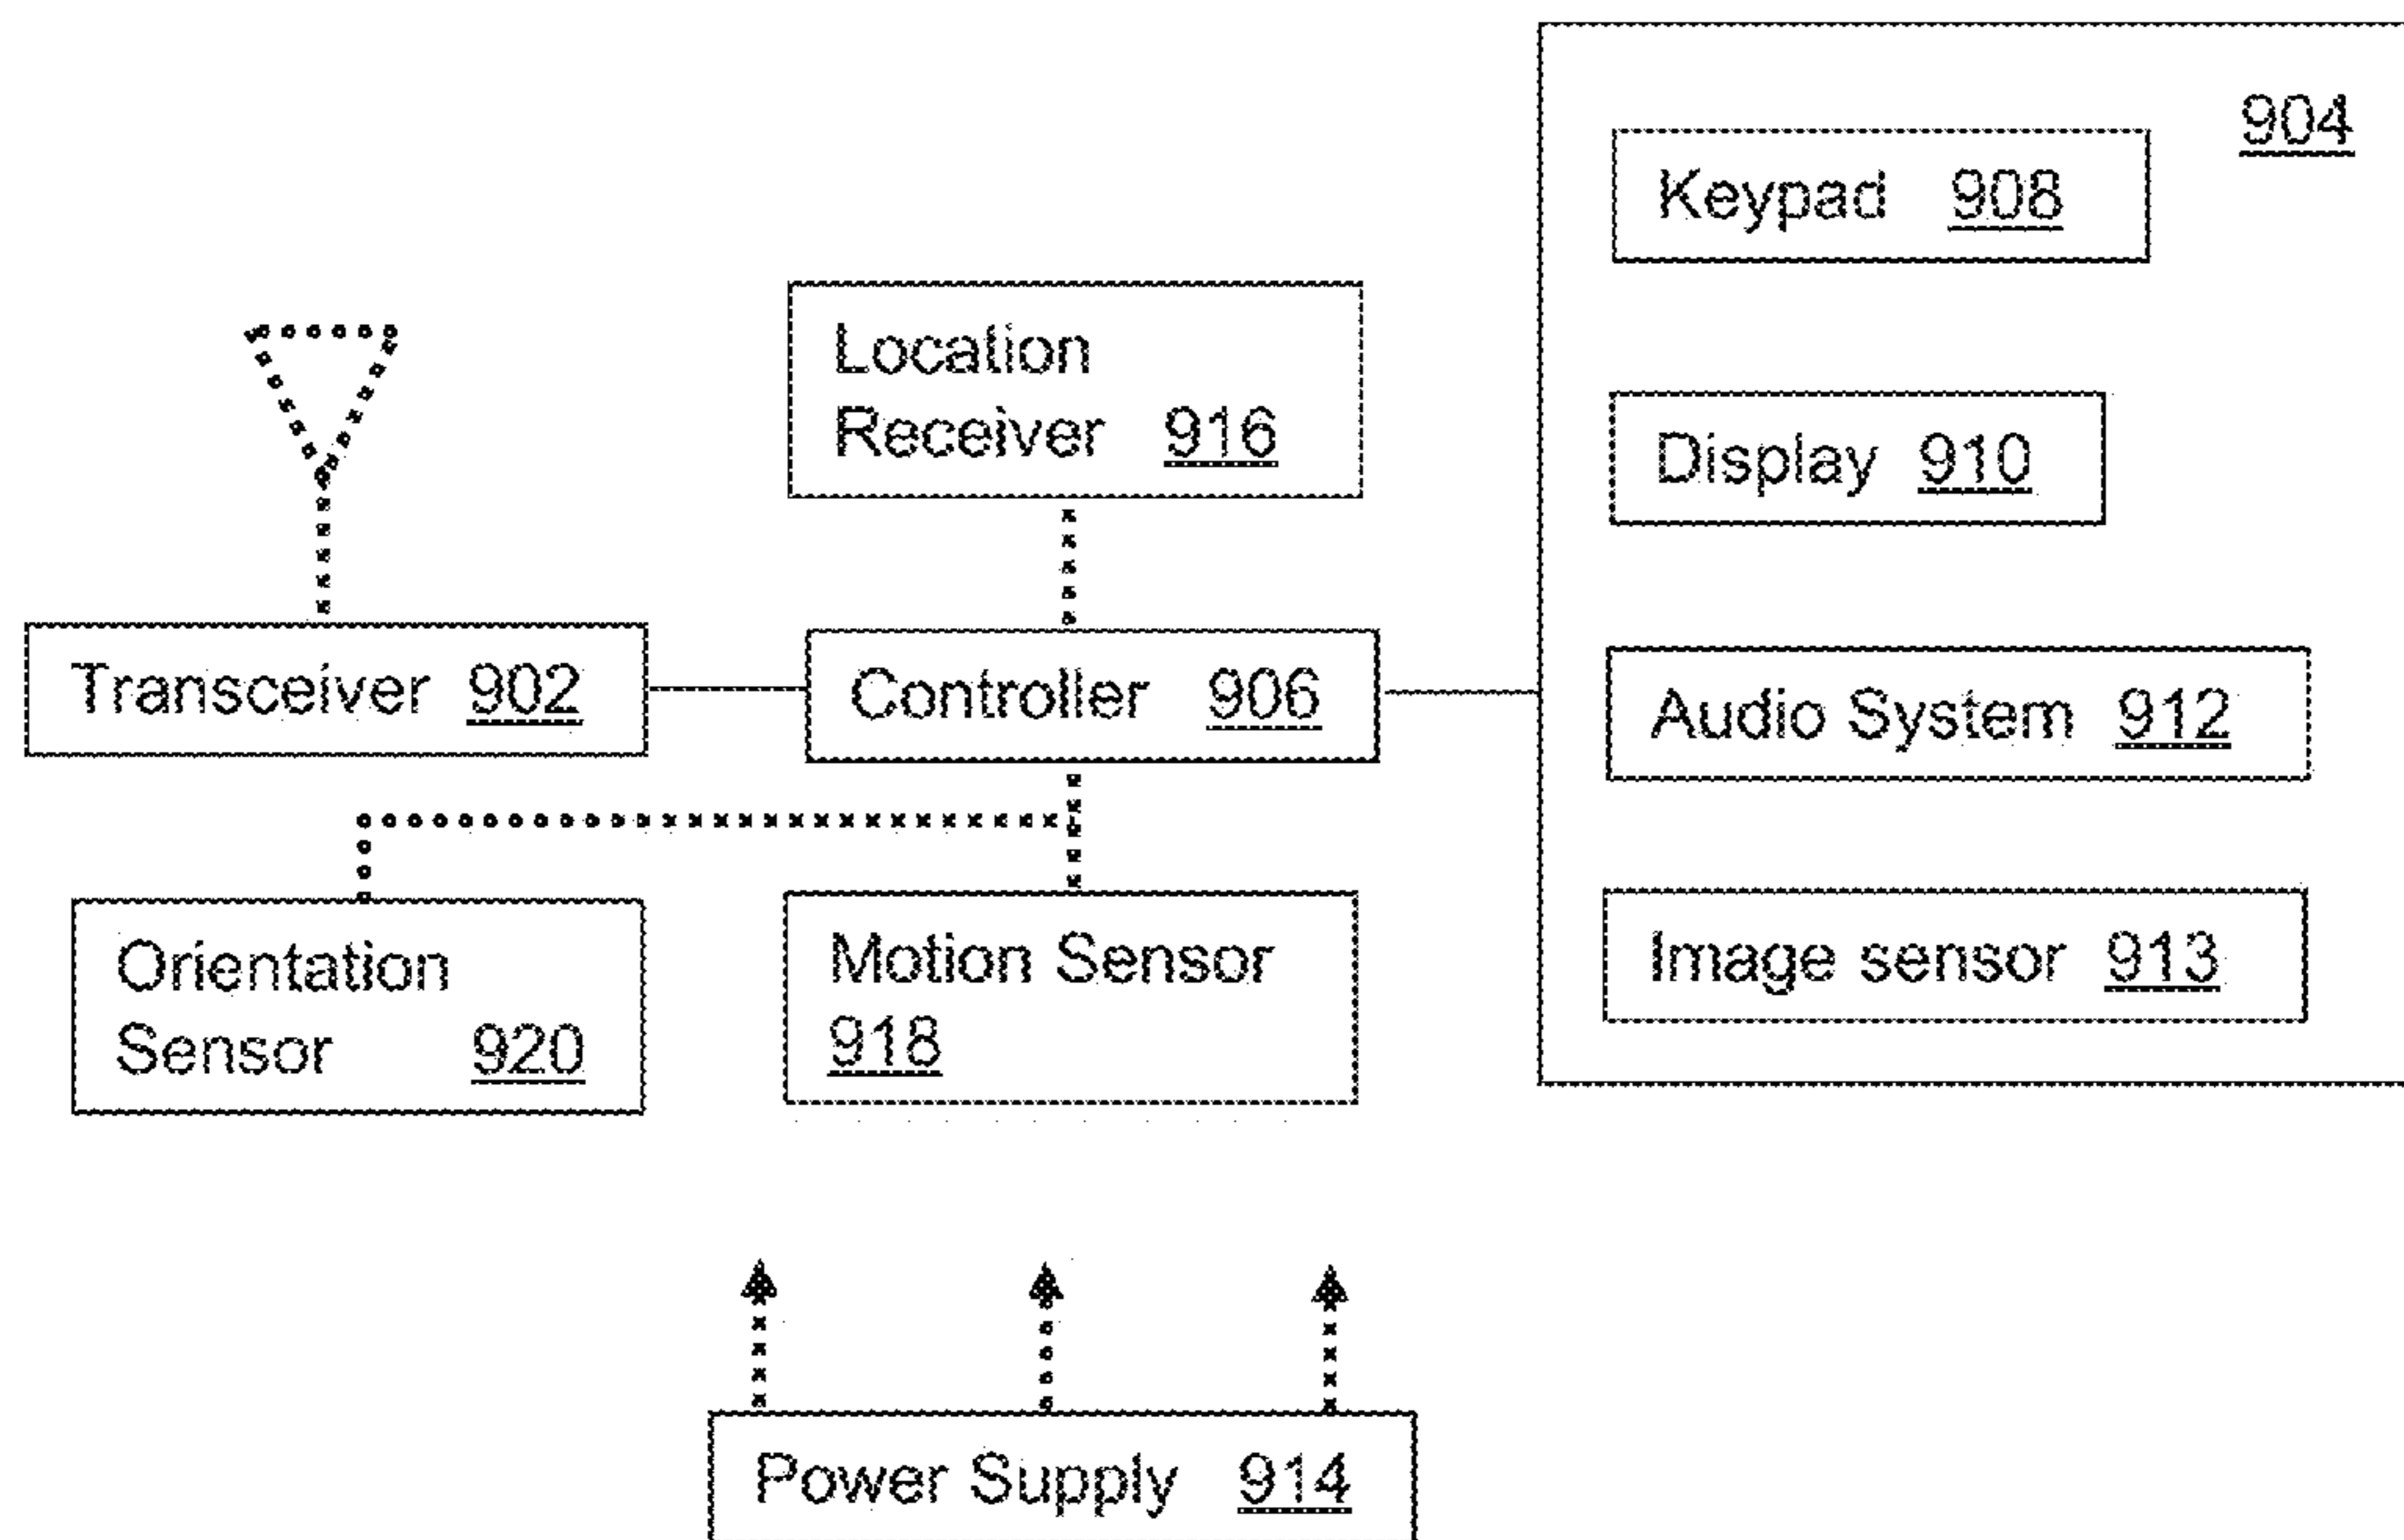 904
Keypad 908
Location
Receiver 916
Display 910
Transceiver 902
Controller 906
Audio System 912
Orientation
Sensor 920
Motion Sensor
918
Image sensor 913
Power Supply 914